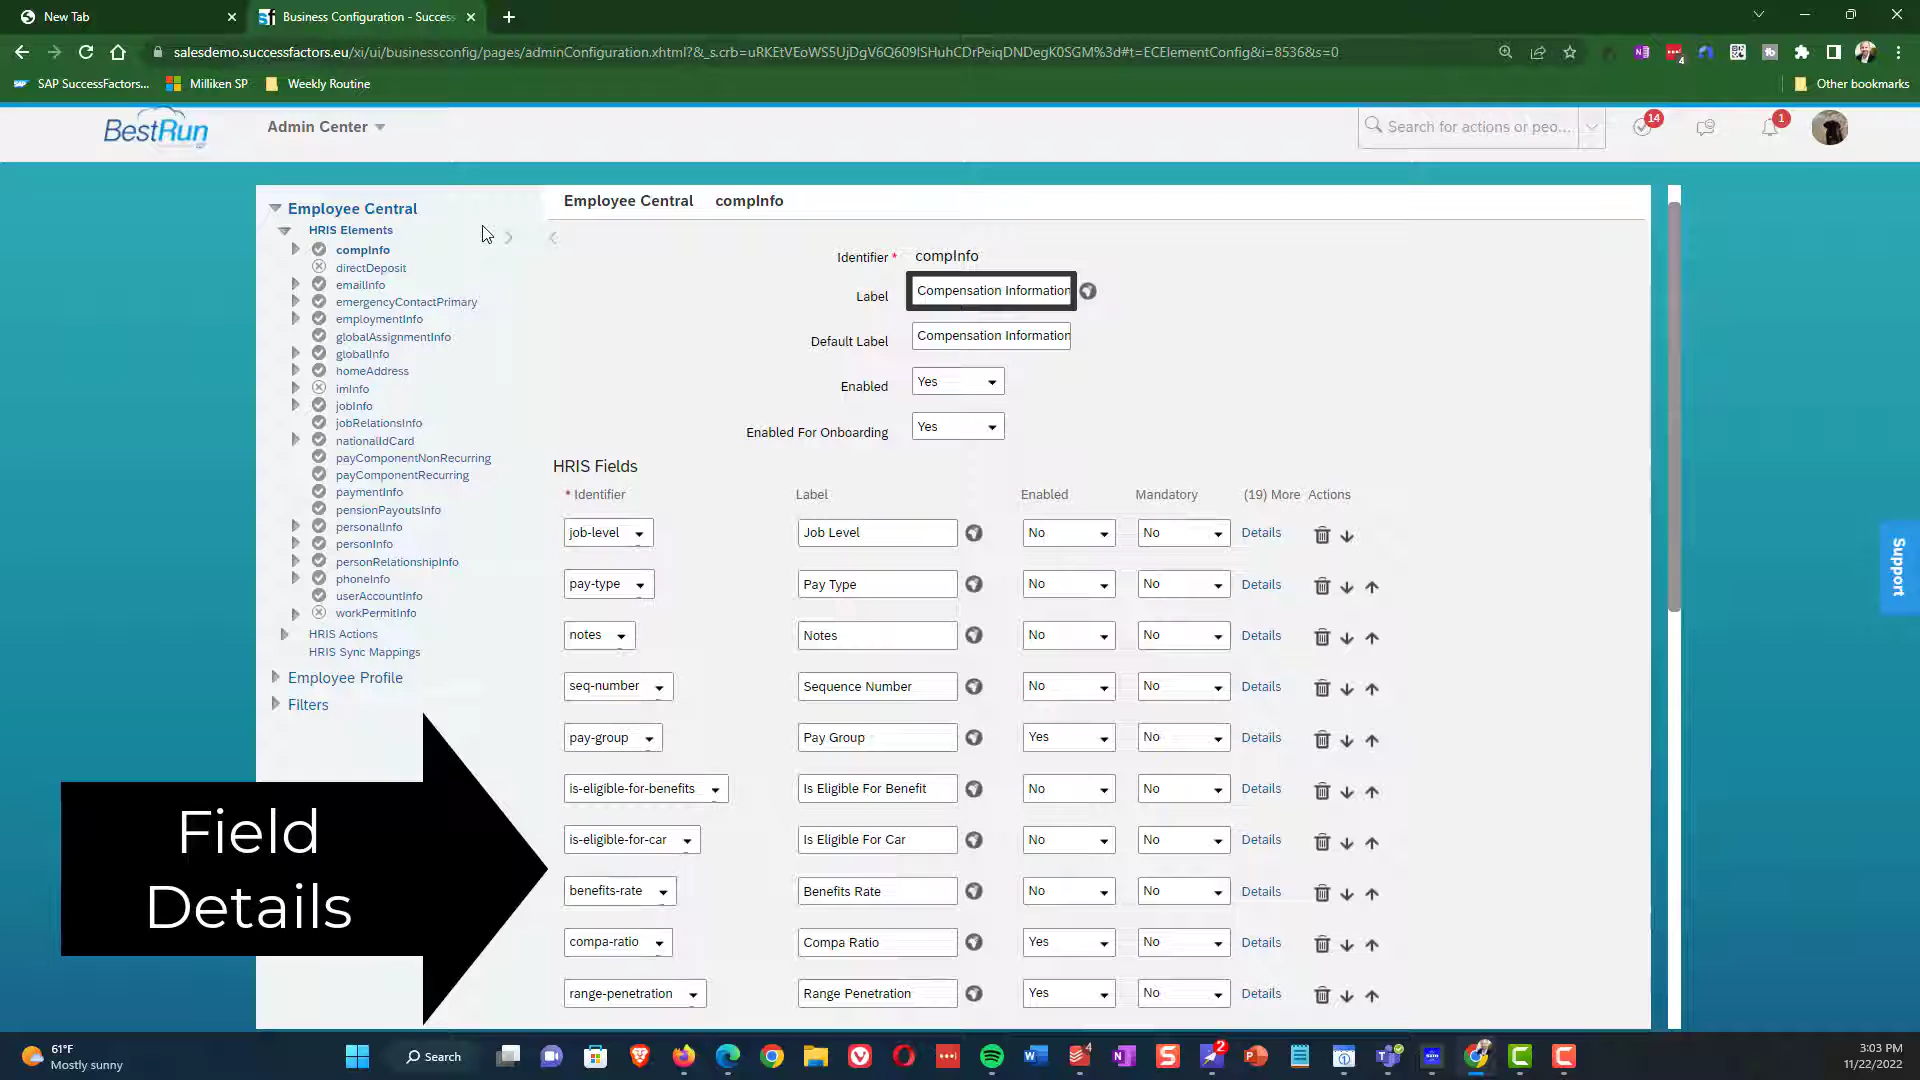 New Tab
Business Configuration - Success
salesdemo.successfactors.eu/xi/ui/businessconfig/pages/adminConfiguration.xhtml?&_s.crb=uRKEtVEoWS5UjDgV6Q609lSHuhCDrPeiqDNDegK0SGM%3d#t=ECElementConfig&i=8536&s=0
4
SAP SuccessFactors...
Milliken SP
Weekly Routine
Other bookmarks
BestRun
Admin Center
Search for actions or peo...
14
1
Employee Central
HRIS Elements
compInfo
directDeposit
emailInfo
emergencyContactPrimary
employmentInfo
globalAssignmentInfo
globalInfo
homeAddress
imInfo
jobInfo
jobRelationsInfo
nationalIdCard
payComponentNonRecurring
payComponentRecurring
paymentInfo
pensionPayoutsInfo
personalInfo
personInfo
personRelationshipInfo
phoneInfo
userAccountInfo
workPermitInfo
HRIS Actions
HRIS Sync Mappings
Employee Profile
Filters
Field
Details
Employee Central compInfo
Identifier * compInfo
Label Compensation Information
Default Label Compensation Information
Enabled Yes
Enabled For Onboarding Yes
HRIS Fields
* Identifier Label Enabled Mandatory (19) More Actions
job-level Job Level No No Details
pay-type Pay Type No No Details
notes Notes No No Details
seq-number Sequence Number No No Details
pay-group Pay Group Yes No Details
is-eligible-for-benefits Is Eligible For Benefit No No Details
is-eligible-for-car Is Eligible For Car No No Details
benefits-rate Benefits Rate No No Details
compa-ratio Compa Ratio Yes No Details
range-penetration Range Penetration Yes No Details
Support
61°F
Mostly sunny
Search
4
2
3:03 PM
11/22/2022